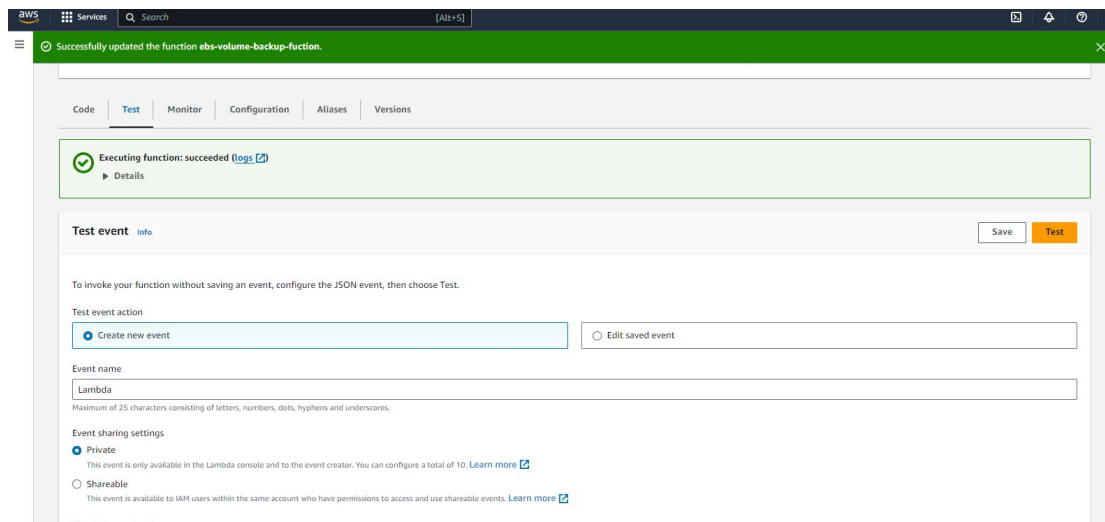 aws
Services
Search
[Alt+S]
Successfully updated the function ebs-volume-backup-fuction.
Code
Test
Monitor
Configuration
Aliases
Versions
Executing function: succeeded (logs)
Details
Test event Info
Save
Test
To invoke your function without saving an event, configure the JSON event, then choose Test.
Test event action
Create new event
Edit saved event
Event name
Lambda
Maximum of 25 characters consisting of letters, numbers, dots, hyphens and underscores.
Event sharing settings
Private
This event is only available in the Lambda console and to the event creator. You can configure a total of 10. Learn more
Shareable
This event is available to IAM users within the same account who have permissions to access and use shareable events. Learn more